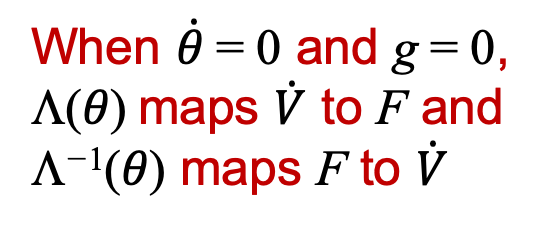 When θ̇ = 0 and g = 0,
Λ(θ) maps V̇ to F and
Λ⁻¹(θ) maps F to V̇